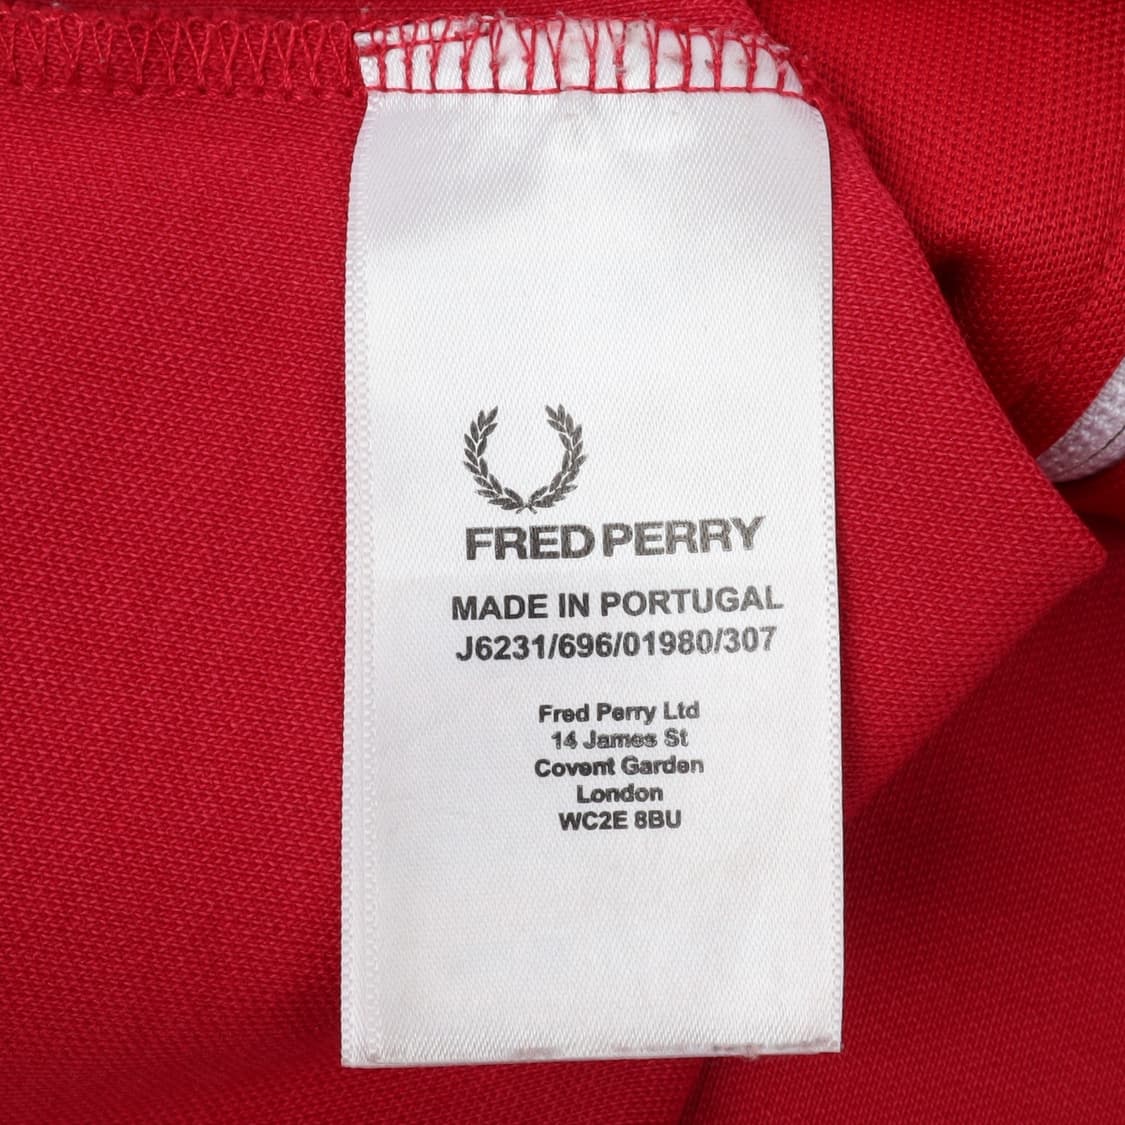 FRED PERRY
MADE IN PORTUGAL
J6231/696/01980/307
Fred Perry Ltd
14 James St
Covent Garden
London
WC2E 8BU